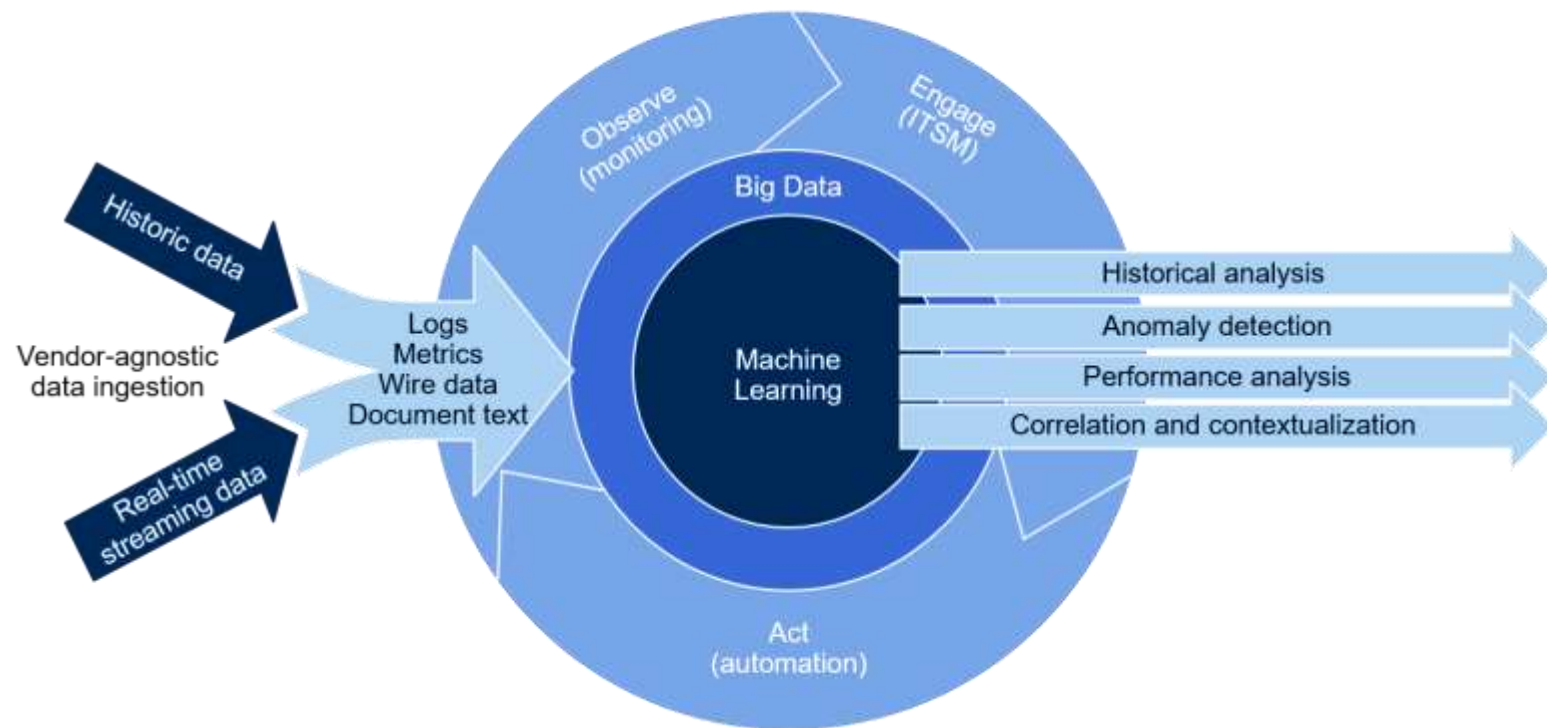 Observe
(monitoring)
Engage
(ITSM)
Big Data
Historic data
Vendor-agnostic
data ingestion
Real-time
streaming data
Logs
Metrics
Wire data
Document text
Machine
Learning
Historical analysis
Anomaly detection
Performance analysis
Correlation and contextualization
Act
(automation)